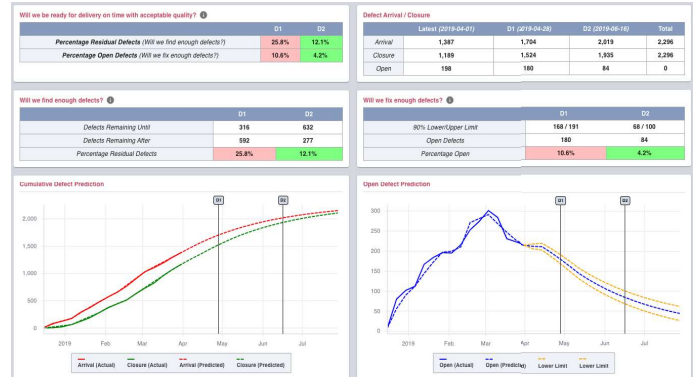 Will we be ready for delivery on time with acceptable quality?
D1 D2
Percentage Residual Defects (Will we find enough defects?) 25.8% 12.1%
Percentage Open Defects (Will we fix enough defects?) 10.6% 4.2%
Defect Arrival / Closure
Latest (2019-04-01) D1 (2019-04-28) D2 (2019-06-16) Total
Arrival 1,387 1,704 2,019 2,296
Closure 1,189 1,524 1,935 2,296
Open 198 180 84 0
Will we find enough defects?
D1 D2
Defects Remaining Until 316 632
Defects Remaining After 592 277
Percentage Residual Defects 25.8% 12.1%
Will we fix enough defects?
D1 D2
90% Lower/Upper Limit 168 / 191 68 / 100
Open Defects 180 84
Percentage Open 10.6% 4.2%
Cumulative Defect Prediction
D1 D2
2,000
1,500
1,000
500
0
2019 Feb Mar Apr May Jun Jul
Arrival (Actual) Closure (Actual) Arrival (Predicted) Closure (Predicted)
Open Defect Prediction
D1 D2
300
250
200
150
100
50
0
2019 Feb Mar Apr May Jun Jul
Open (Actual) Open (Predicted) Lower Limit Lower Limit